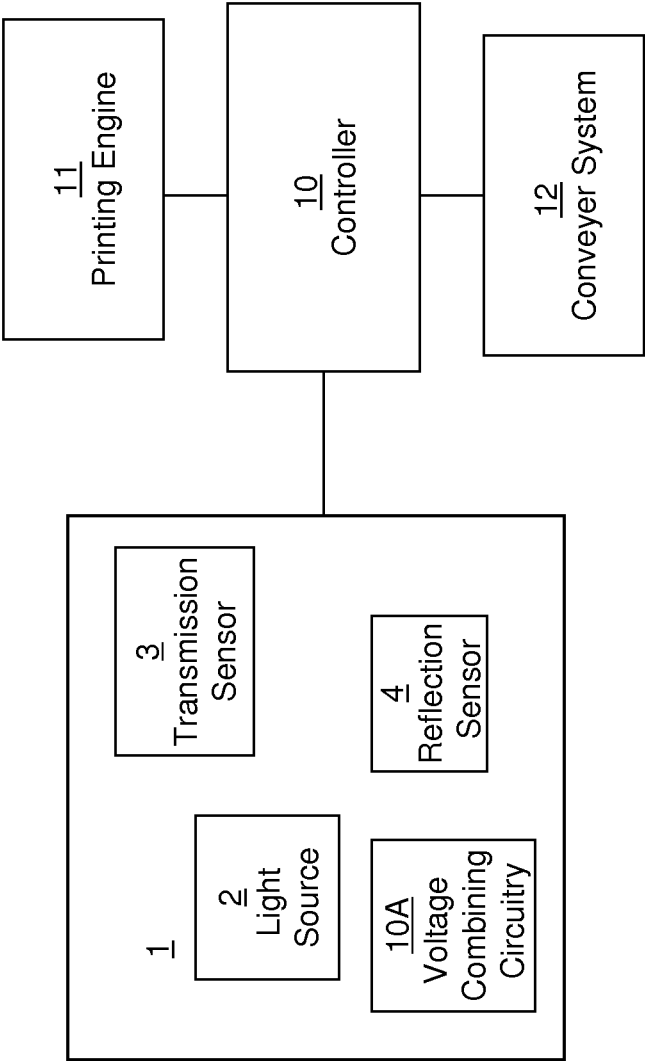 11
Printing Engine
10
Controller
12
Conveyer System
3
Transmission
Sensor
4
Reflection
Sensor
1
2
Light
Source
10A
Voltage
Combining
Circuitry